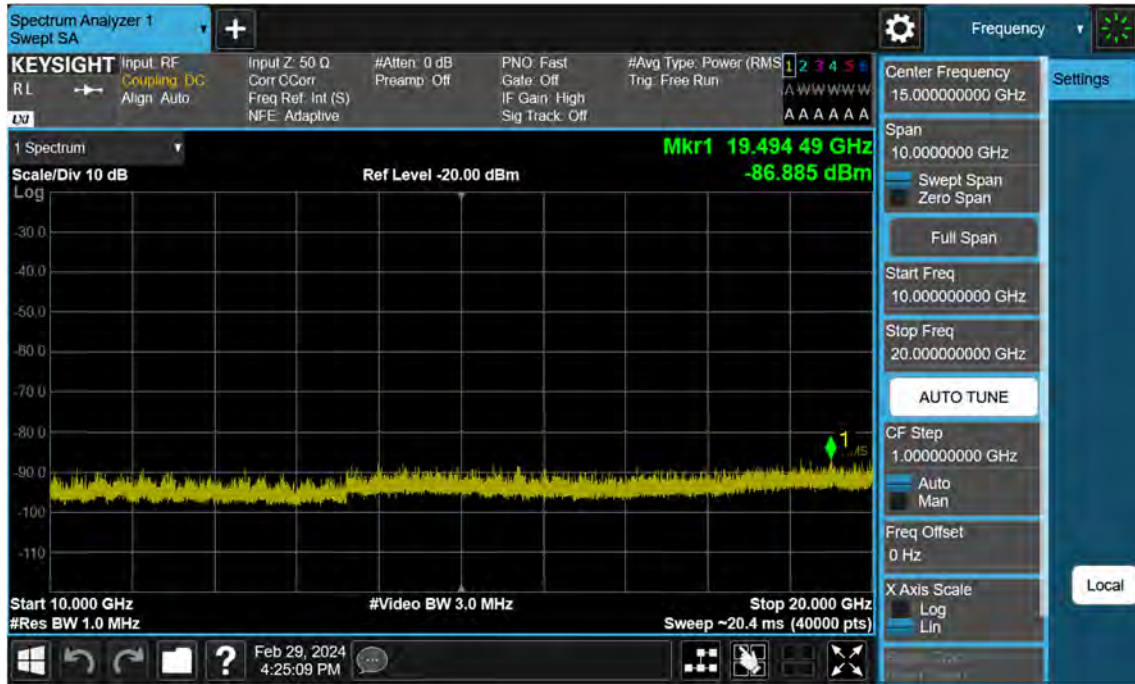 Spectrum Analyzer 1
Swept SA
Frequency
KEYSIGHT
Input: RF
Input Z: 50 Ω
#Atten: 0 dB
PNO: Fast
#Avg Type: Power (RMS
1 2 3 4 5 6
R L
Coupling: DC
Corr CCorr
Preamp: Off
Gate: Off
Trig: Free Run
A W W W W W
Align: Auto
Freq Ref: Int (S)
IF Gain: High
LXI
NFE: Adaptive
Sig Track: Off
A A A A A A
Center Frequency
15.000000000 GHz
Settings
1 Spectrum
Mkr1 19.494 49 GHz
Scale/Div 10 dB
Ref Level -20.00 dBm
-86.885 dBm
Log
-30.0
-40.0
-50.0
-60.0
-70.0
-80.0
-90.0
-100
-110
1
Span
10.0000000 GHz
Swept Span
Zero Span
Full Span
Start Freq
10.000000000 GHz
Stop Freq
20.000000000 GHz
AUTO TUNE
CF Step
1.000000000 GHz
Auto
Man
Freq Offset
0 Hz
X Axis Scale
Log
Lin
Local
Start 10.000 GHz
#Video BW 3.0 MHz
Stop 20.000 GHz
#Res BW 1.0 MHz
Sweep ~20.4 ms (40000 pts)
?
Feb 29, 2024
4:25:09 PM